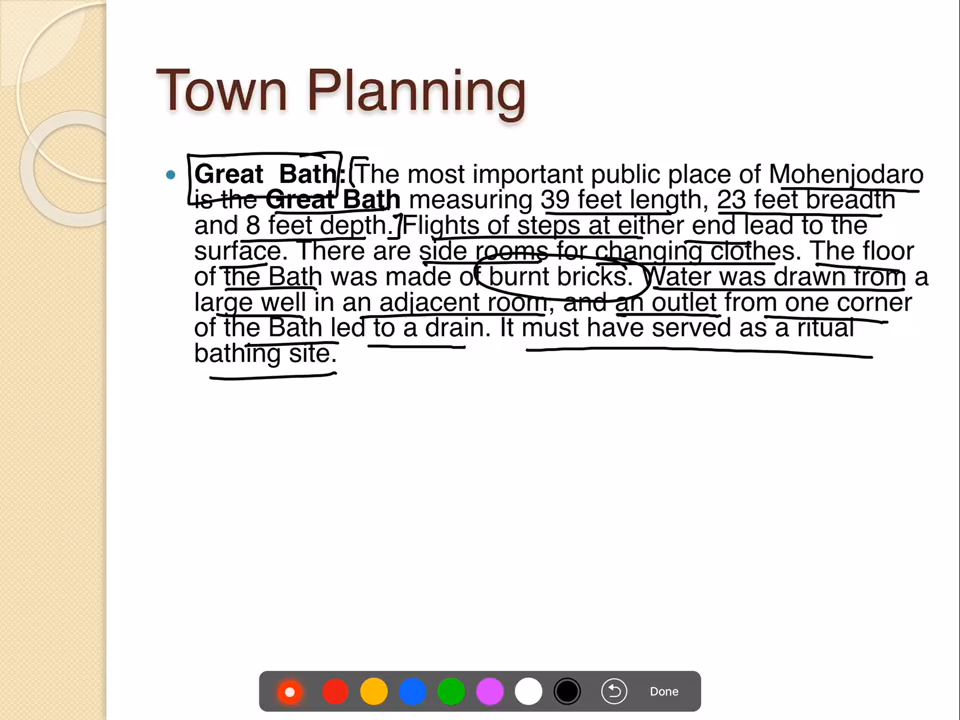 Town Planning
• Great Bath: The most important public place of Mohenjodaro
is the Great Bath measuring 39 feet length, 23 feet breadth
and 8 feet depth. Flights of steps at either end lead to the
surface. There are side rooms for changing clothes. The floor
of the Bath was made of burnt bricks. Water was drawn from a
large well in an adjacent room, and an outlet from one corner
of the Bath led to a drain. It must have served as a ritual
bathing site.
Done